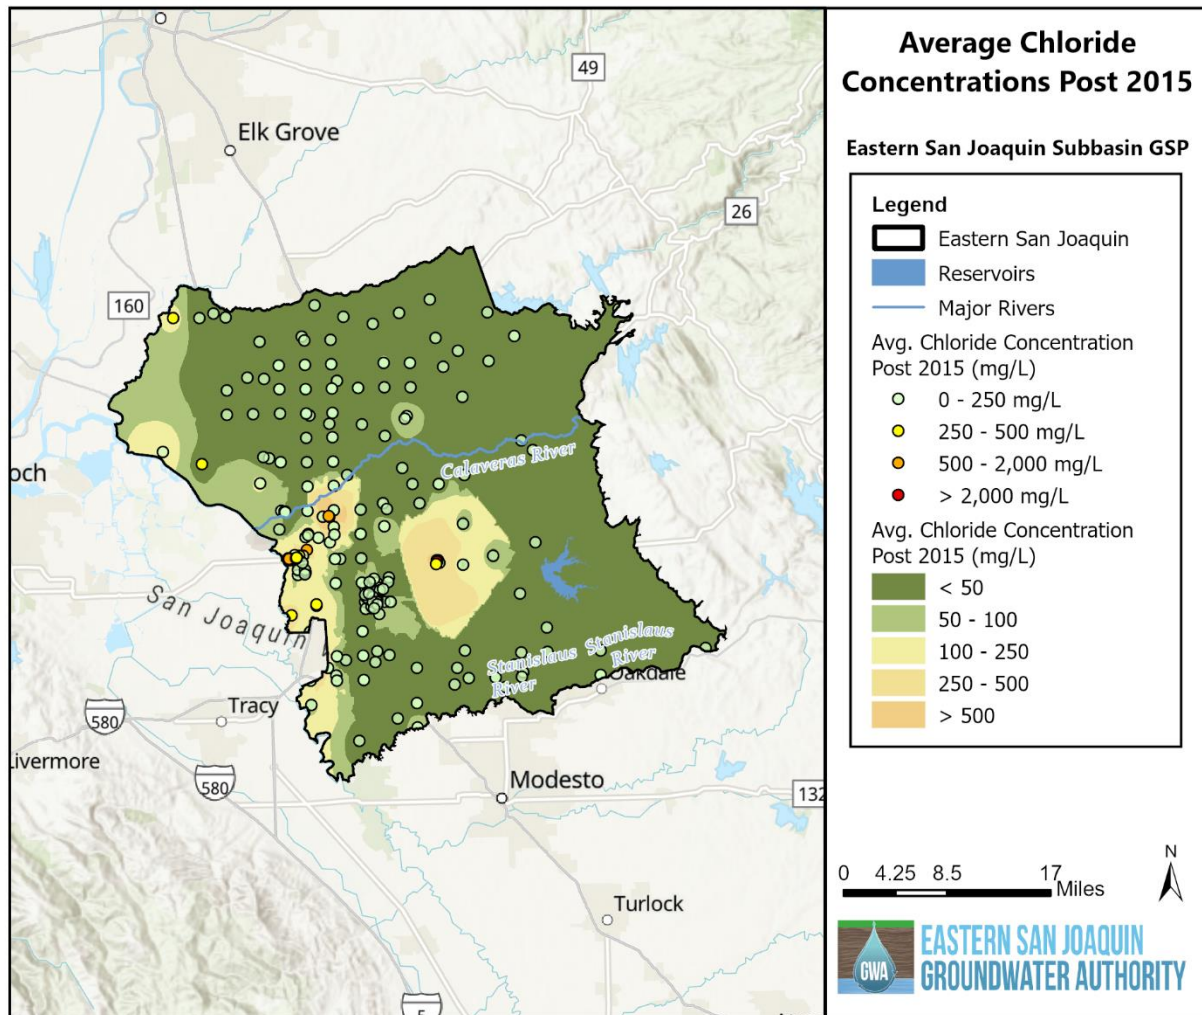 49
Elk Grove
26
160
Calaveras River
och
San Joaquin
Stanislaus
River
Stanislaus
River
Oakdale
580
Tracy
Livermore
580
Modesto
132
Turlock
5
Average Chloride
Concentrations Post 2015
Eastern San Joaquin Subbasin GSP
Legend
Eastern San Joaquin
Reservoirs
Major Rivers
Avg. Chloride Concentration
Post 2015 (mg/L)
0 - 250 mg/L
250 - 500 mg/L
500 - 2,000 mg/L
> 2,000 mg/L
Avg. Chloride Concentration
Post 2015 (mg/L)
< 50
50 - 100
100 - 250
250 - 500
> 500
N
0 4.25 8.5 17
Miles
GWA
EASTERN SAN JOAQUIN
GROUNDWATER AUTHORITY